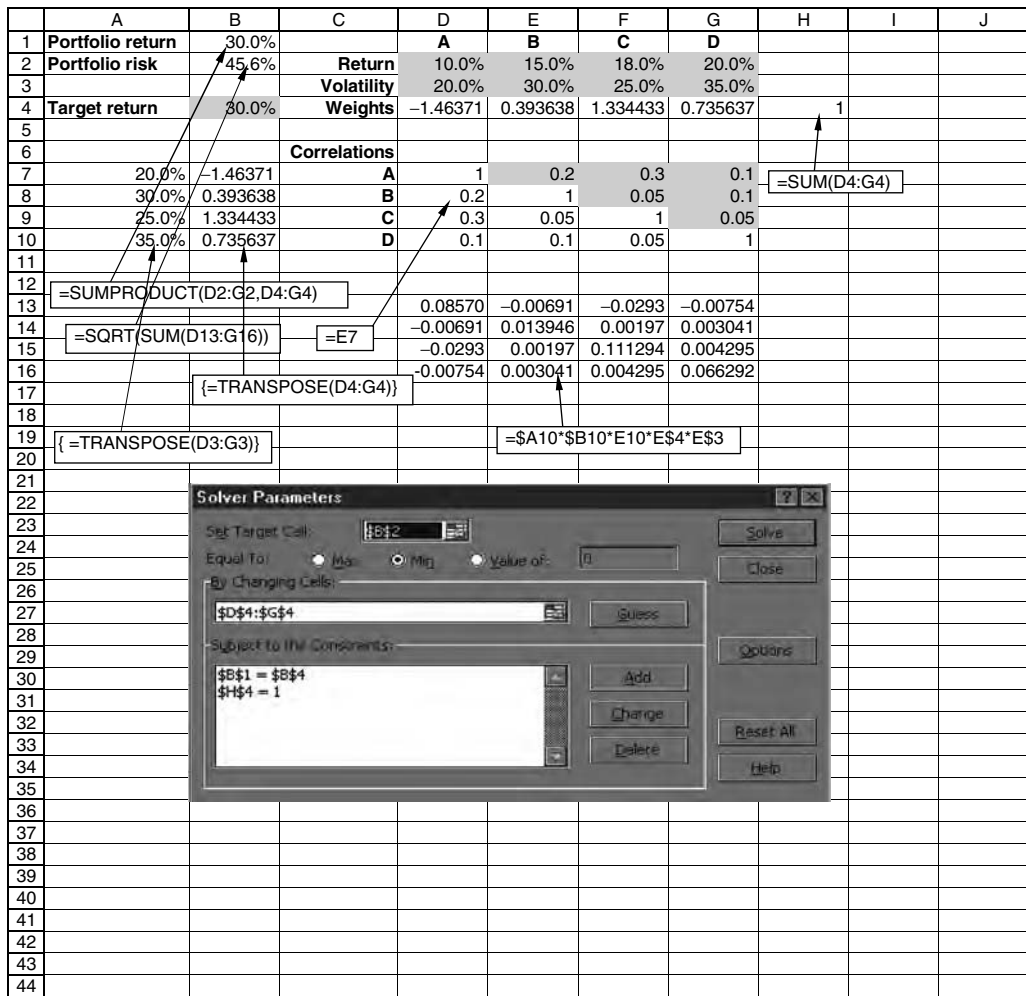 A B C D E F G H I J
1 Portfolio return 30.0% A B C D
2 Portfolio risk 45.6% Return 10.0% 15.0% 18.0% 20.0%
3 Volatility 20.0% 30.0% 25.0% 35.0%
4 Target return 30.0% Weights −1.46371 0.393638 1.334433 0.735637 1
5
6 Correlations
7 20.0% −1.46371 A 1 0.2 0.3 0.1
=SUM(D4:G4)
8 30.0% 0.393638 B 0.2 1 0.05 0.1
9 25.0% 1.334433 C 0.3 0.05 1 0.05
10 35.0% 0.735637 D 0.1 0.1 0.05 1
11
12
=SUMPRODUCT(D2:G2,D4:G4)
13 0.08570 −0.00691 −0.0293 −0.00754
14 −0.00691 0.013946 0.00197 0.003041
=SQRT(SUM(D13:G16)) =E7
15 −0.0293 0.00197 0.111294 0.004295
16 -0.00754 0.003041 0.004295 0.066292
{=TRANSPOSE(D4:G4)}
17
18
19 { =TRANSPOSE(D3:G3)} =$A10*$B10*E10*E$4*E$3
20
21
22 Solver Parameters
23 Set Target Cell: $B$2 Solve
24
25 Equal To: Max Min Value of: 0 Close
26 By Changing Cells:
27 $D$4:$G$4 Guess
28
29 Subject to the Constraints: Options
30 $B$1 = $B$4 Add
31 $H$4 = 1
32 Change
33 Reset All
Delete
34 Help
35
36
37
38
39
40
41
42
43
44